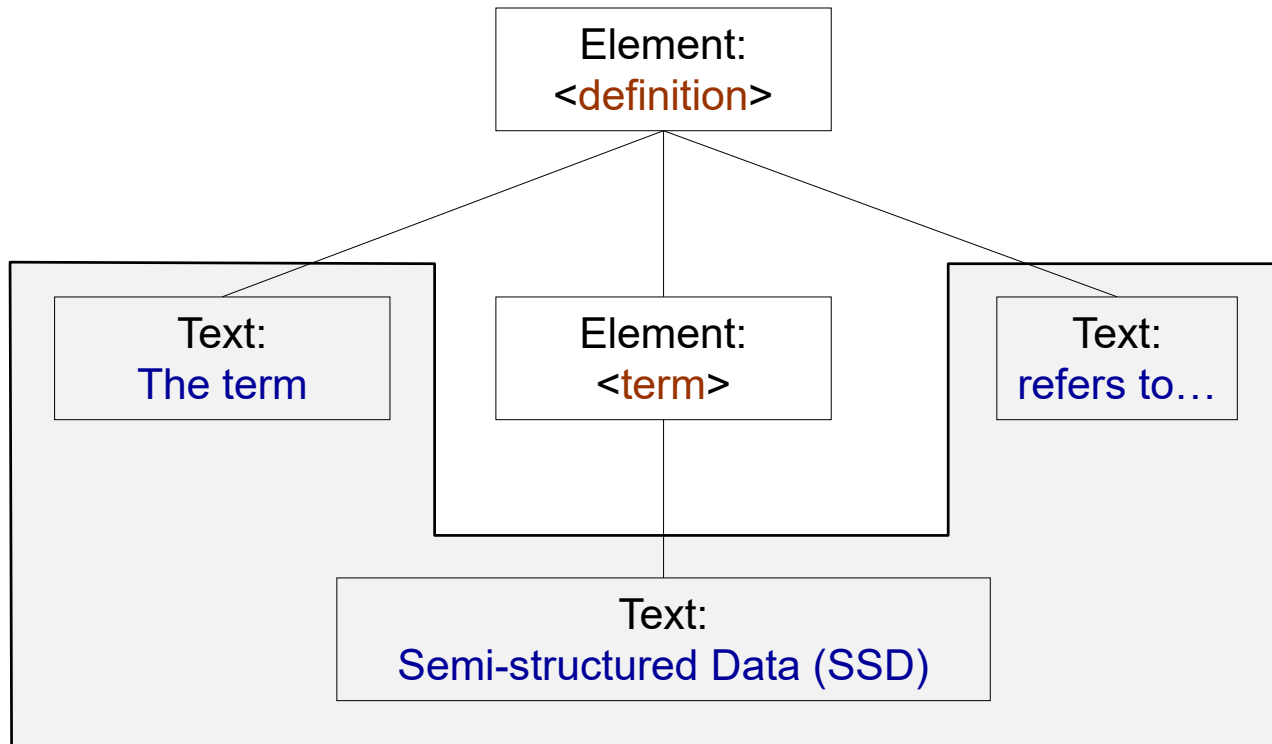 Element:
<definition>
Text:
The term
Element:
<term>
Text:
refers to…
Text:
Semi-structured Data (SSD)